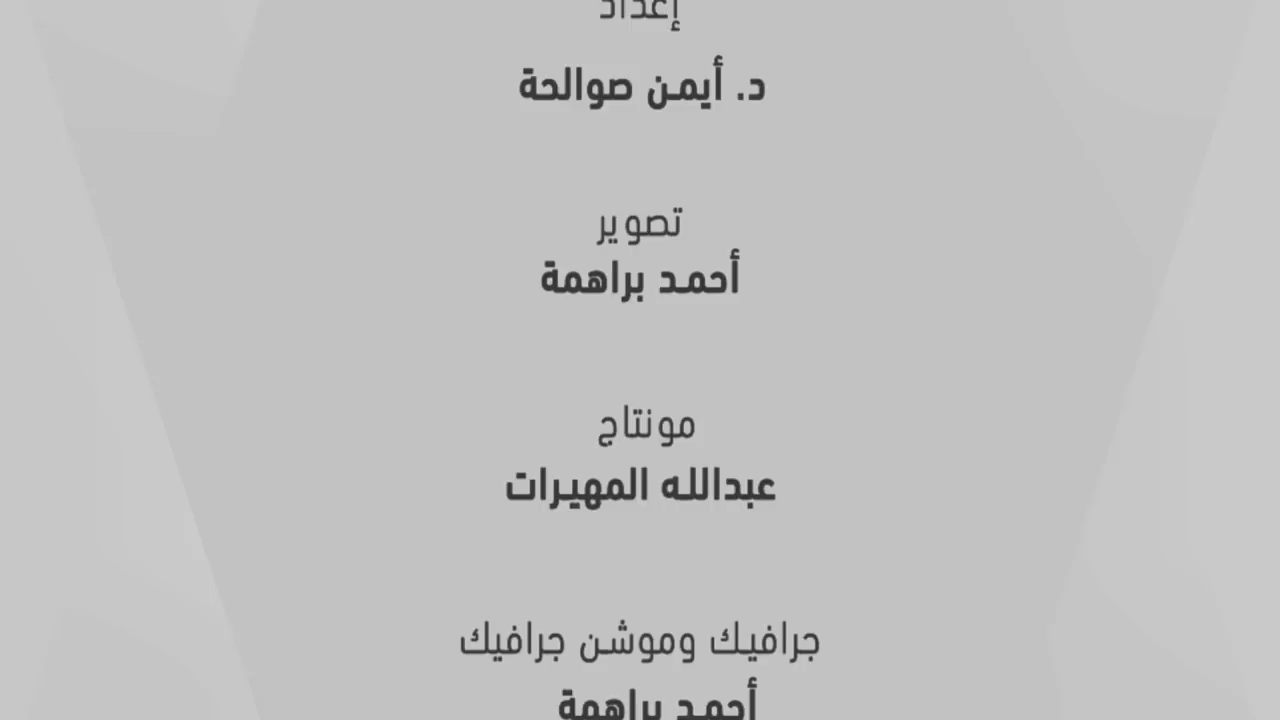 إعداد
د. أيمن صوالحة
تصوير
أحمد براهمة
مونتاج
عبدالله المهيرات
جرافيك وموشن جرافيك
أحمد براهمة